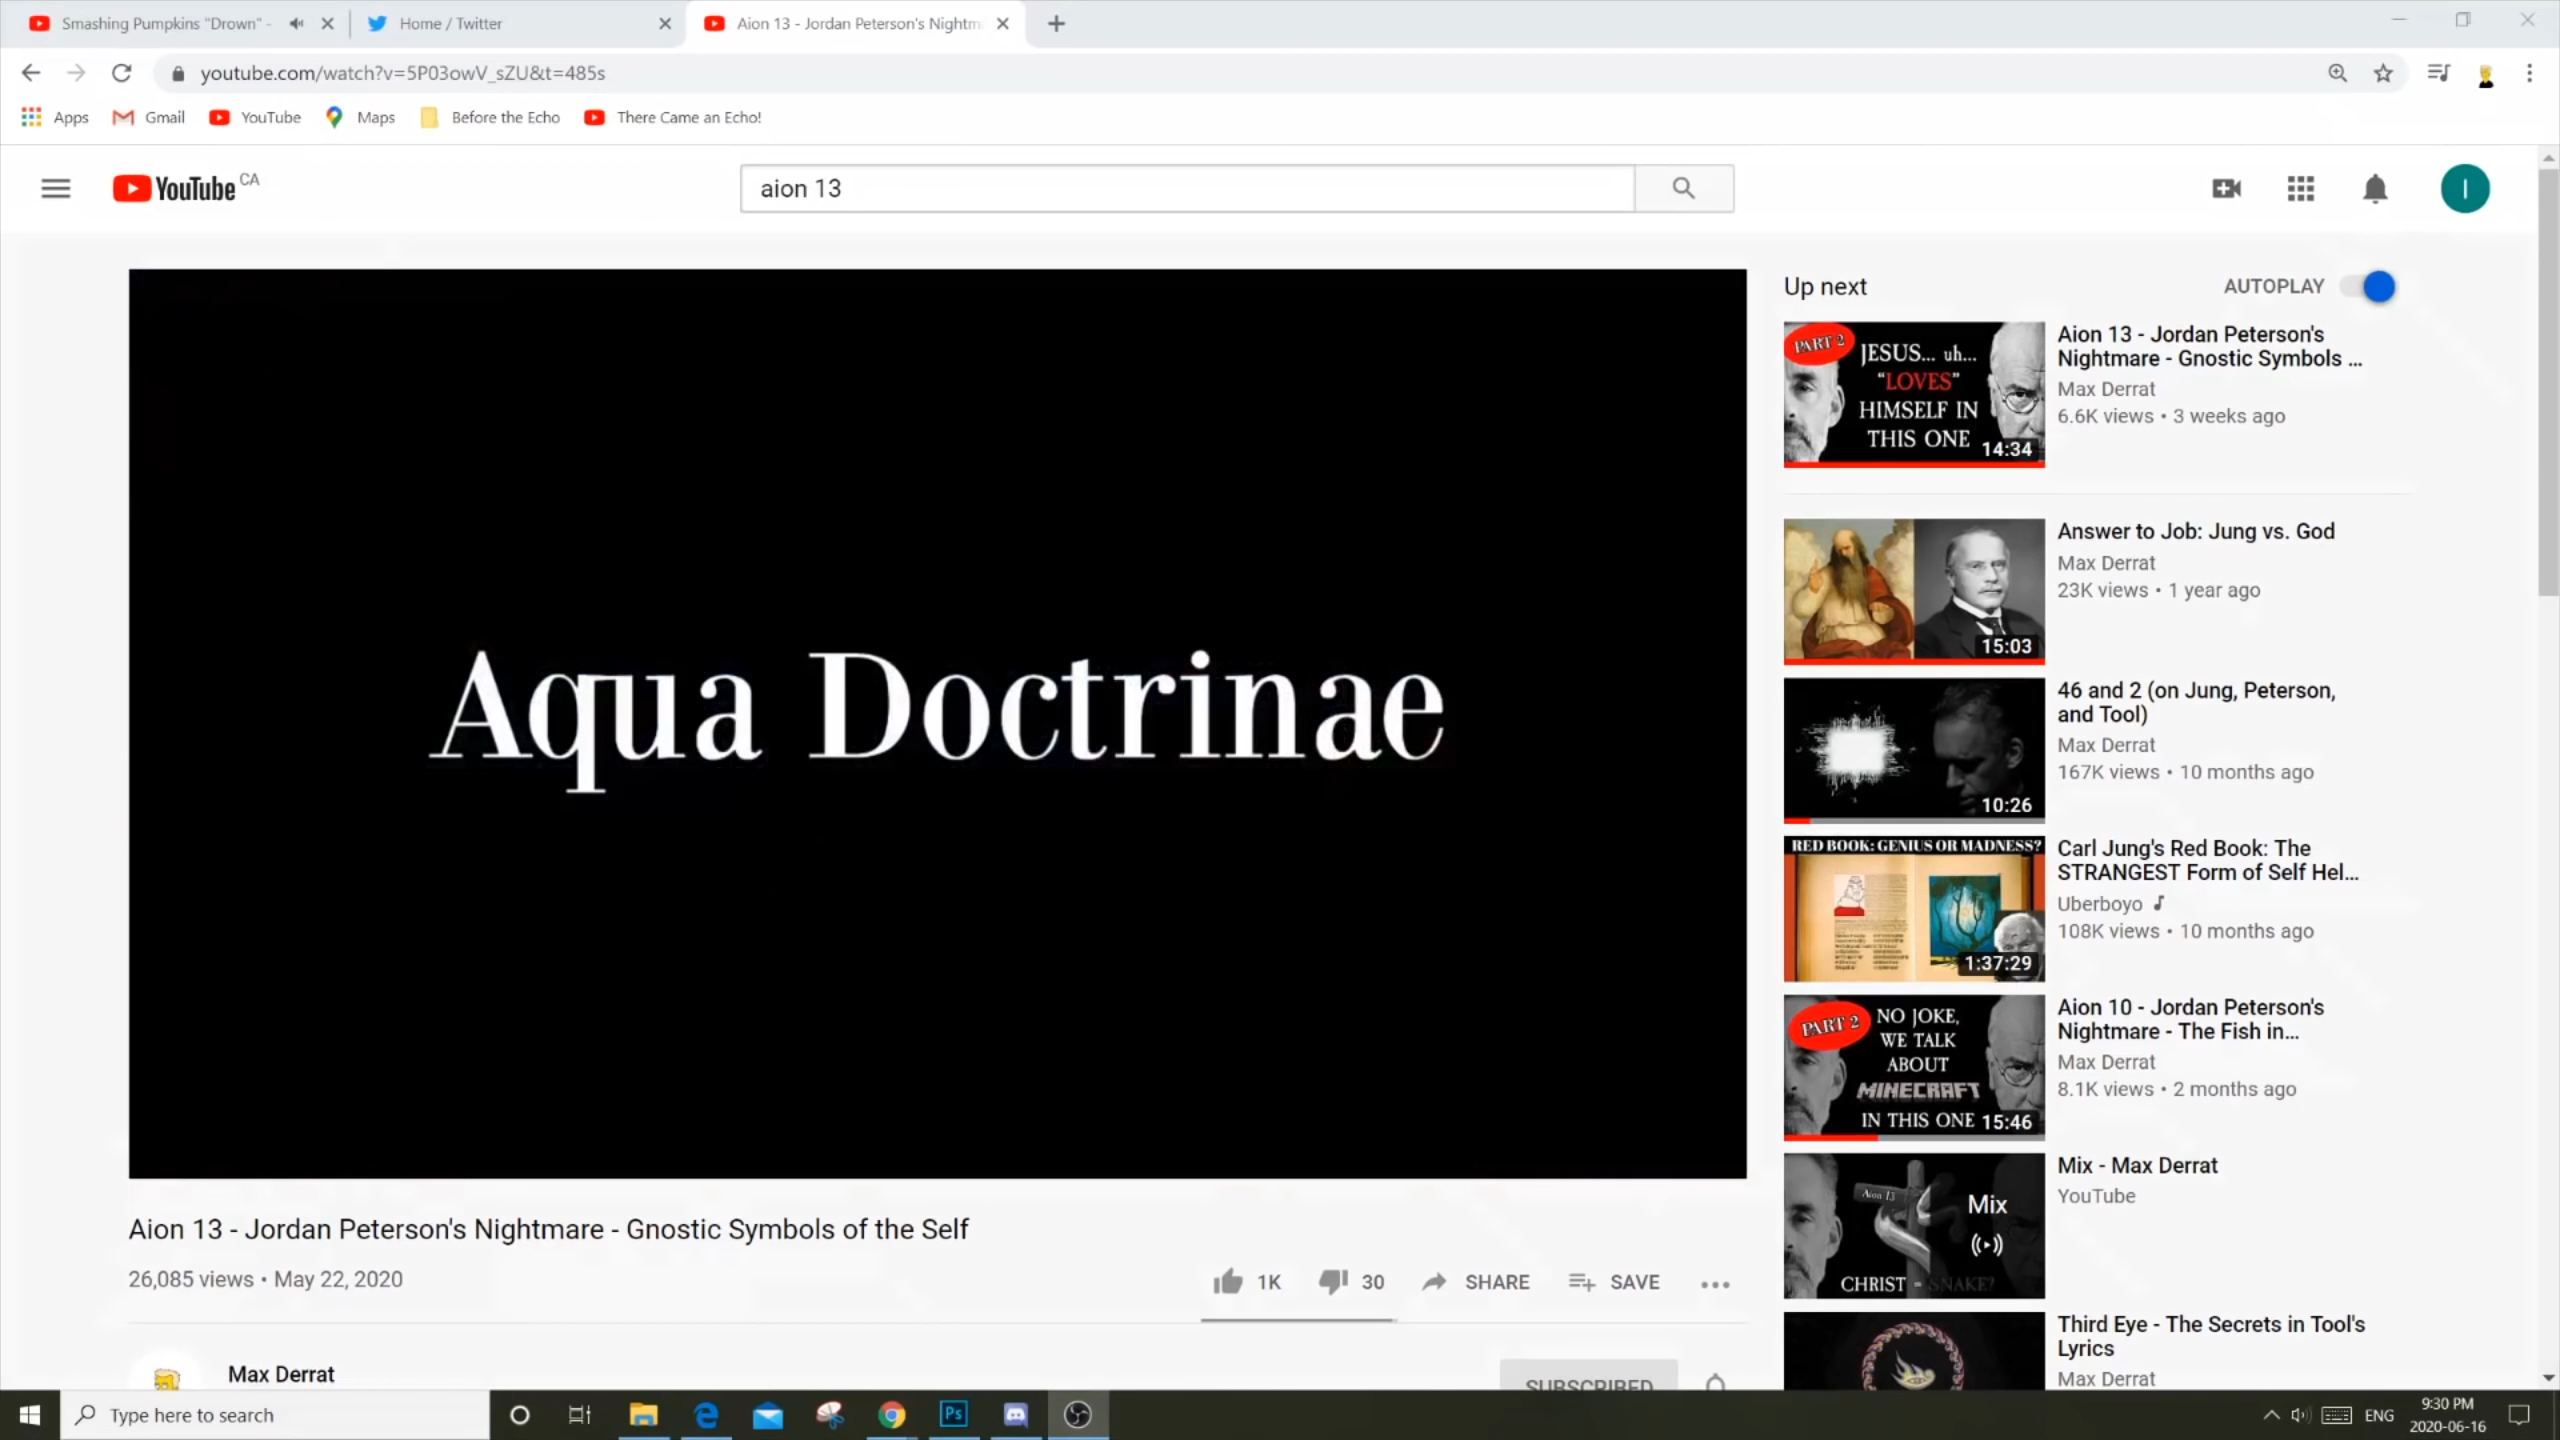 Smashing Pumpkins "Drown" -
Home / Twitter
Aion 13 - Jordan Peterson's Nightm
youtube.com/watch?v=5P03owV_sZU&t=485s
Apps
Gmail
YouTube
Maps
Before the Echo
There Came an Echo!
YouTube CA
aion 13
I
Aqua Doctrinae
Up next
AUTOPLAY
PART 2
JESUS... uh...
"LOVES"
HIMSELF IN
THIS ONE
14:34
Aion 13 - Jordan Peterson's
Nightmare - Gnostic Symbols ...
Max Derrat
6.6K views • 3 weeks ago
15:03
Answer to Job: Jung vs. God
Max Derrat
23K views • 1 year ago
10:26
46 and 2 (on Jung, Peterson,
and Tool)
Max Derrat
167K views • 10 months ago
RED BOOK: GENIUS OR MADNESS?
1:37:29
Carl Jung's Red Book: The
STRANGEST Form of Self Hel...
Uberboyo
108K views • 10 months ago
PART 2
NO JOKE,
WE TALK
ABOUT
MINECRAFT
IN THIS ONE
15:46
Aion 10 - Jordan Peterson's
Nightmare - The Fish in...
Max Derrat
8.1K views • 2 months ago
Aion 13
Mix
CHRIST = SNAKE?
Mix - Max Derrat
YouTube
Third Eye - The Secrets in Tool's
Lyrics
Max Derrat
Aion 13 - Jordan Peterson's Nightmare - Gnostic Symbols of the Self
26,085 views • May 22, 2020
1K
30
SHARE
SAVE
Max Derrat
SUBSCRIBED
Type here to search
Ps
ENG
9:30 PM
2020-06-16